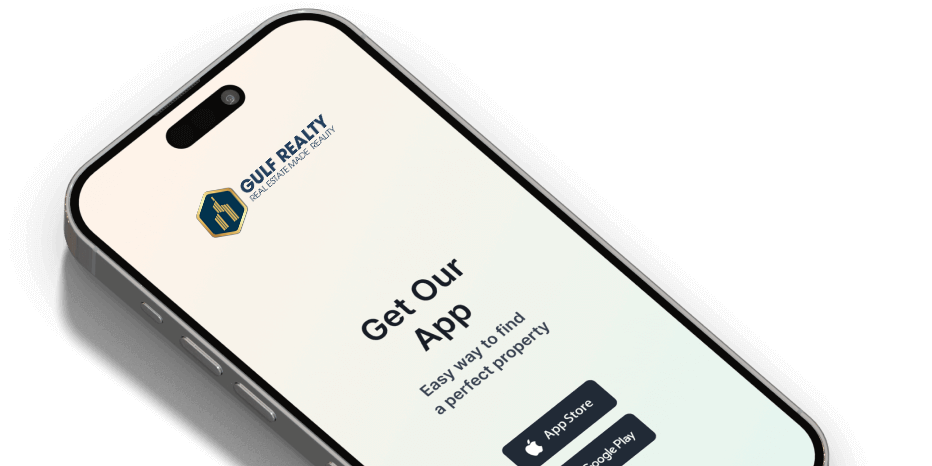 GULF REALTY
REAL ESTATE MADE REALITY
Get Our
App
Easy way to find
a perfect property
App Store
Google Play